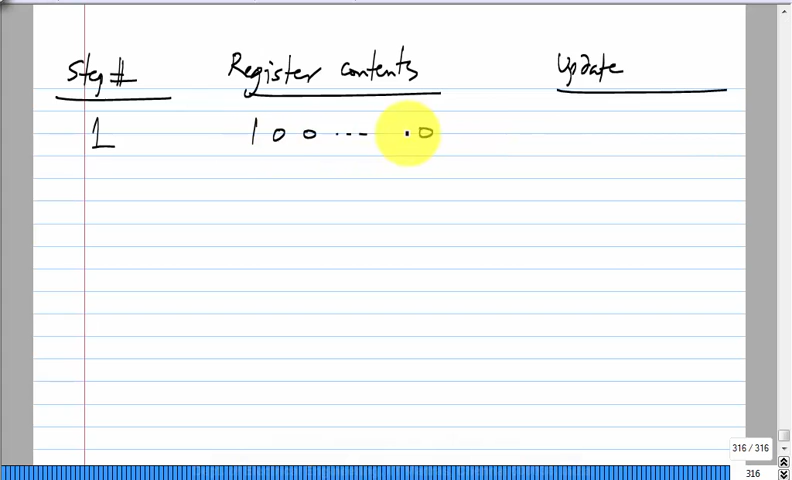 Step # Register contents Update
1 1 0 0 ... . 0
316 / 316
316